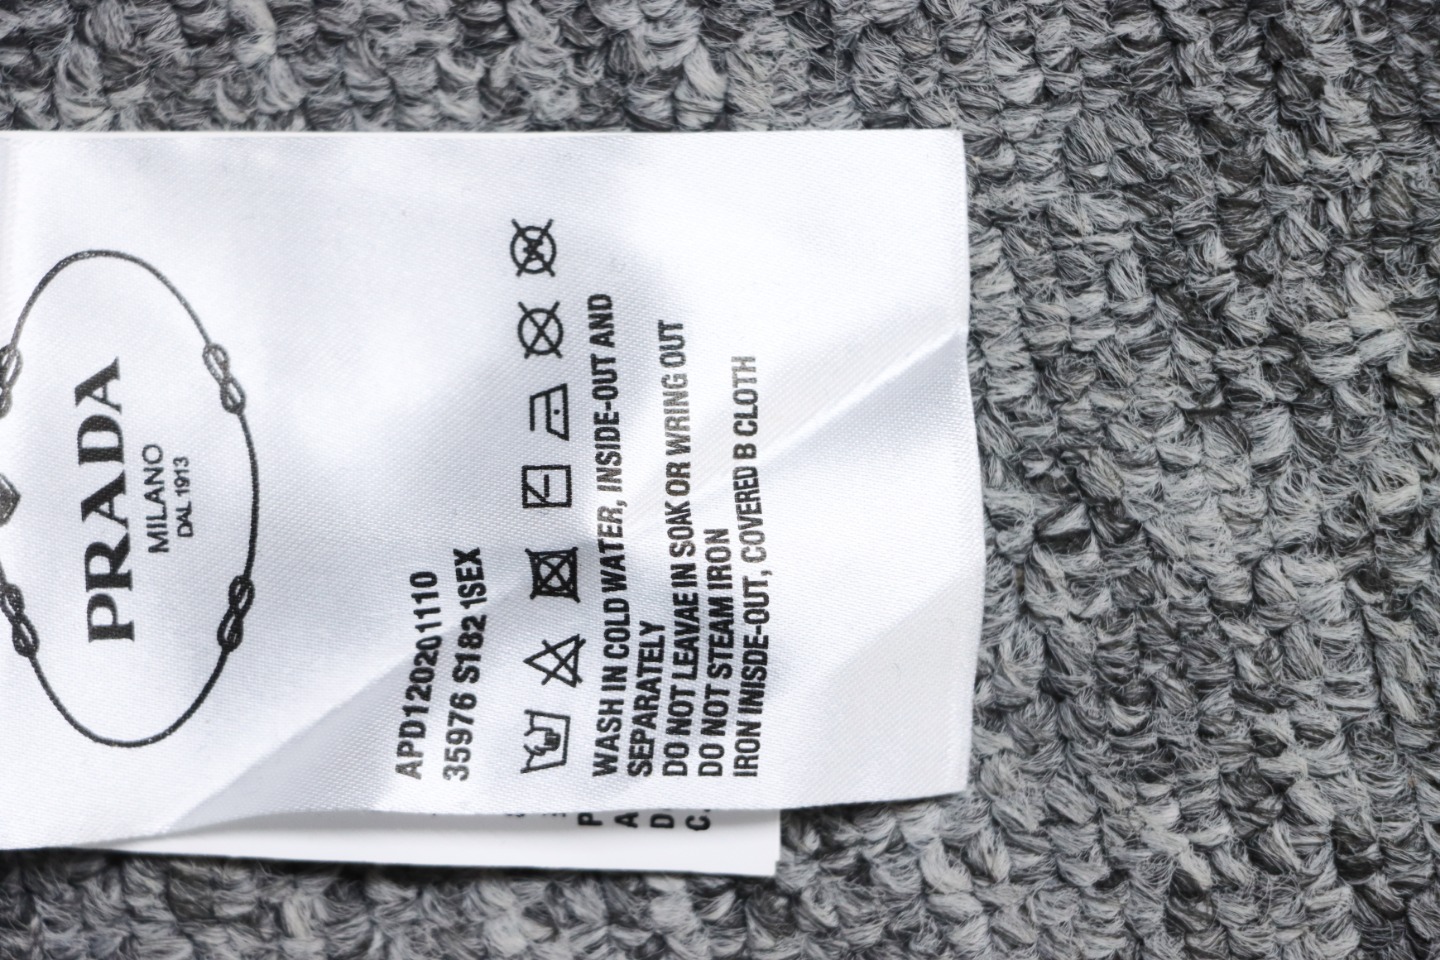 PRADA
MILANO
DAL 1913
APD1202011110
35976 S182 1SEX
WASH IN COLD WATER, INSIDE-OUT AND
SEPARATELY
DO NOT LEAVAE IN SOAK OR WRING OUT
DO NOT STEAM IRON
IRON INISDE-OUT, COVERED B CLOTH
P
A
D
C